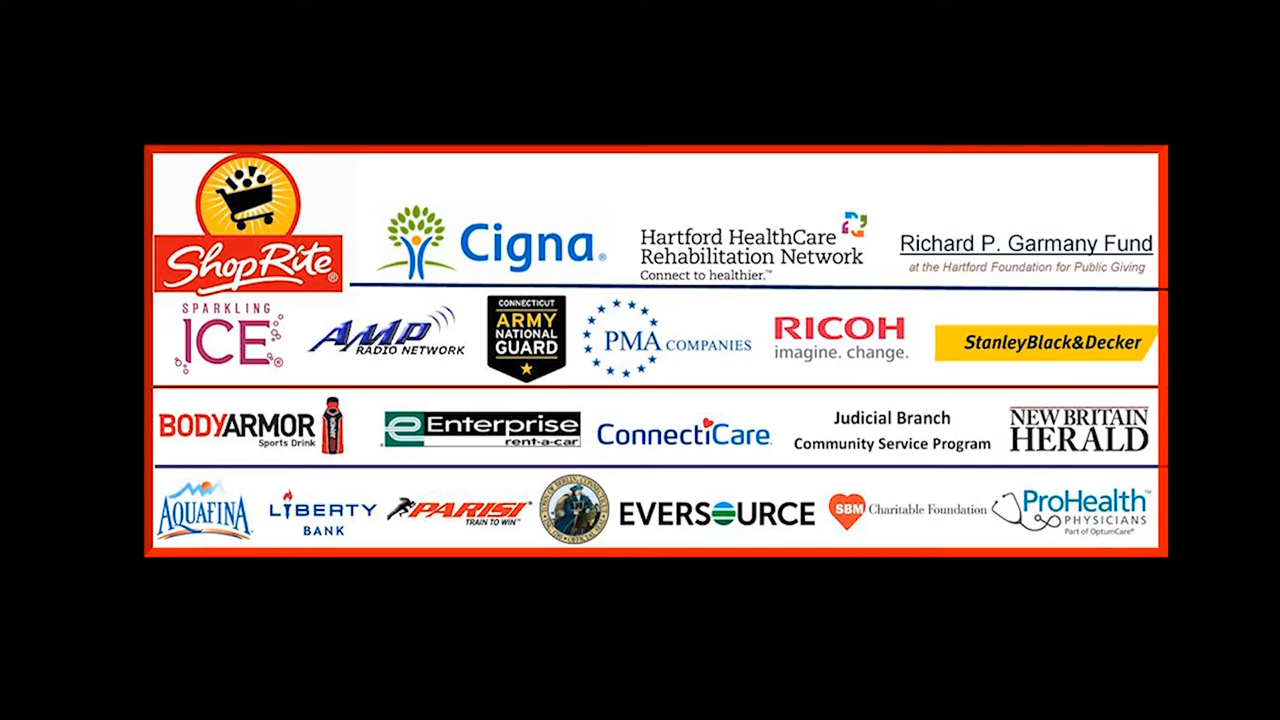 ShopRite®
Cigna®
Hartford HealthCare
Rehabilitation Network
Connect to healthier.™
Richard P. Garmany Fund
at the Hartford Foundation for Public Giving
SPARKLING
ICE®
AMP
RADIO NETWORK
CONNECTICUT
ARMY
NATIONAL
GUARD
PMA COMPANIES
RICOH
imagine. change.
StanleyBlack&Decker
BODYARMOR
Sports Drink
Enterprise
rent-a-car
ConnectiCare
Judicial Branch
Community Service Program
NEW BRITAIN
HERALD
AQUAFINA
LIBERTY
BANK
PARISI
TRAIN TO WIN™
EVERSOURCE
SBM Charitable Foundation
ProHealth™
PHYSICIANS
Part of OptumCare®